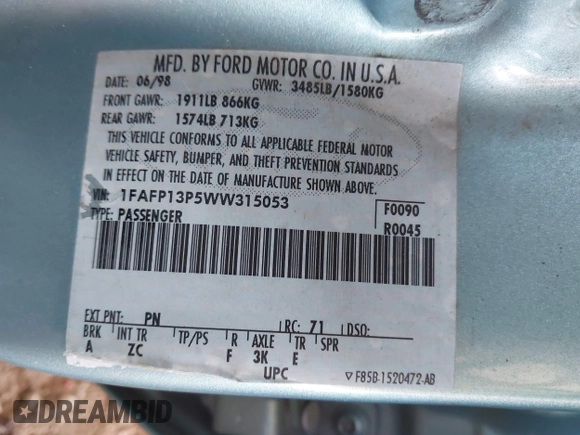 MFD. BY FORD MOTOR CO. IN U.S.A.
DATE: 06/98 GVWR: 3485LB/1580KG
FRONT GAWR: 1911LB 866KG
REAR GAWR: 1574LB 713KG
THIS VEHICLE CONFORMS TO ALL APPLICABLE FEDERAL MOTOR
VEHICLE SAFETY, BUMPER, AND THEFT PREVENTION STANDARDS
IN EFFECT ON THE DATE OF MANUFACTURE SHOWN ABOVE.
VIN: 1FAFP13P5WW315053 F0090
TYPE: PASSENGER R0045
EXT PNT: PN RC: 71 DSO:
BRK INT TR TP/PS R AXLE TR SPR
A ZC F 3K E
UPC ▽ F85B-1520472-AB
DREAMBID